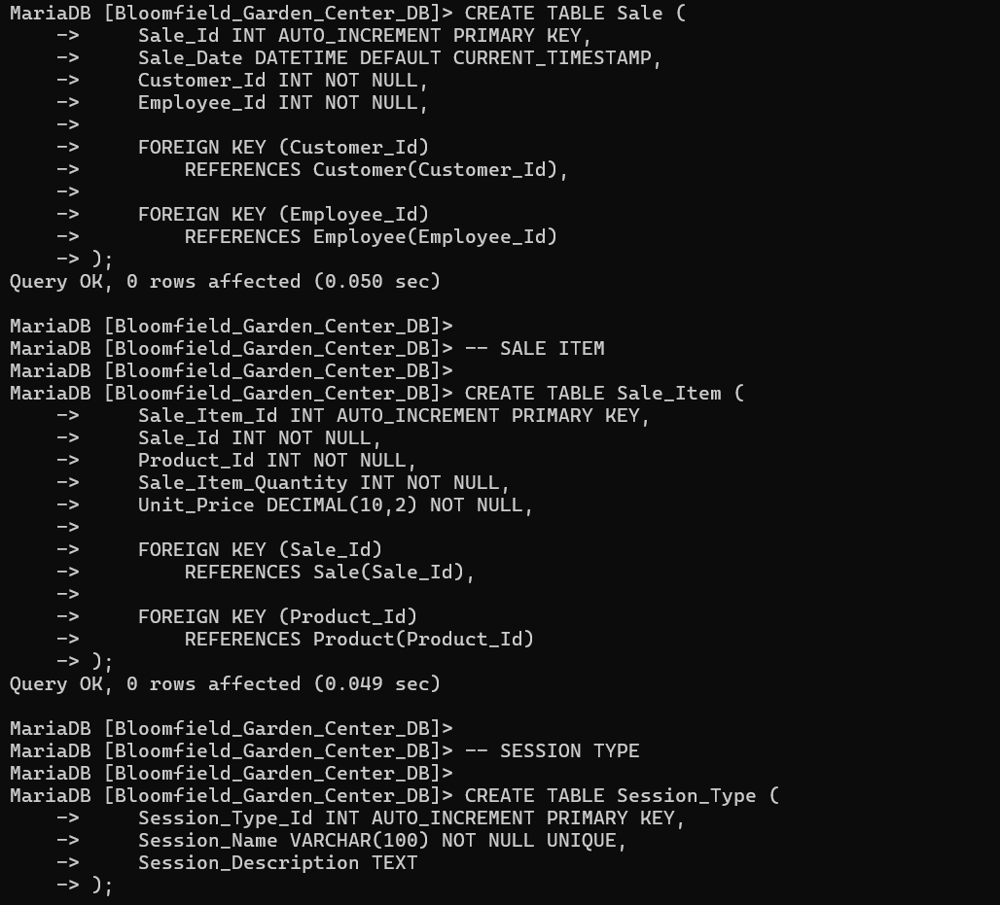 MariaDB [Bloomfield_Garden_Center_DB]> CREATE TABLE Sale (
    ->     Sale_Id INT AUTO_INCREMENT PRIMARY KEY,
    ->     Sale_Date DATETIME DEFAULT CURRENT_TIMESTAMP,
    ->     Customer_Id INT NOT NULL,
    ->     Employee_Id INT NOT NULL,
    ->
    ->     FOREIGN KEY (Customer_Id)
    ->         REFERENCES Customer(Customer_Id),
    ->
    ->     FOREIGN KEY (Employee_Id)
    ->         REFERENCES Employee(Employee_Id)
    -> );
Query OK, 0 rows affected (0.050 sec)

MariaDB [Bloomfield_Garden_Center_DB]>
MariaDB [Bloomfield_Garden_Center_DB]> -- SALE ITEM
MariaDB [Bloomfield_Garden_Center_DB]>
MariaDB [Bloomfield_Garden_Center_DB]> CREATE TABLE Sale_Item (
    ->     Sale_Item_Id INT AUTO_INCREMENT PRIMARY KEY,
    ->     Sale_Id INT NOT NULL,
    ->     Product_Id INT NOT NULL,
    ->     Sale_Item_Quantity INT NOT NULL,
    ->     Unit_Price DECIMAL(10,2) NOT NULL,
    ->
    ->     FOREIGN KEY (Sale_Id)
    ->         REFERENCES Sale(Sale_Id),
    ->
    ->     FOREIGN KEY (Product_Id)
    ->         REFERENCES Product(Product_Id)
    -> );
Query OK, 0 rows affected (0.049 sec)

MariaDB [Bloomfield_Garden_Center_DB]>
MariaDB [Bloomfield_Garden_Center_DB]> -- SESSION TYPE
MariaDB [Bloomfield_Garden_Center_DB]>
MariaDB [Bloomfield_Garden_Center_DB]> CREATE TABLE Session_Type (
    ->     Session_Type_Id INT AUTO_INCREMENT PRIMARY KEY,
    ->     Session_Name VARCHAR(100) NOT NULL UNIQUE,
    ->     Session_Description TEXT
    -> );